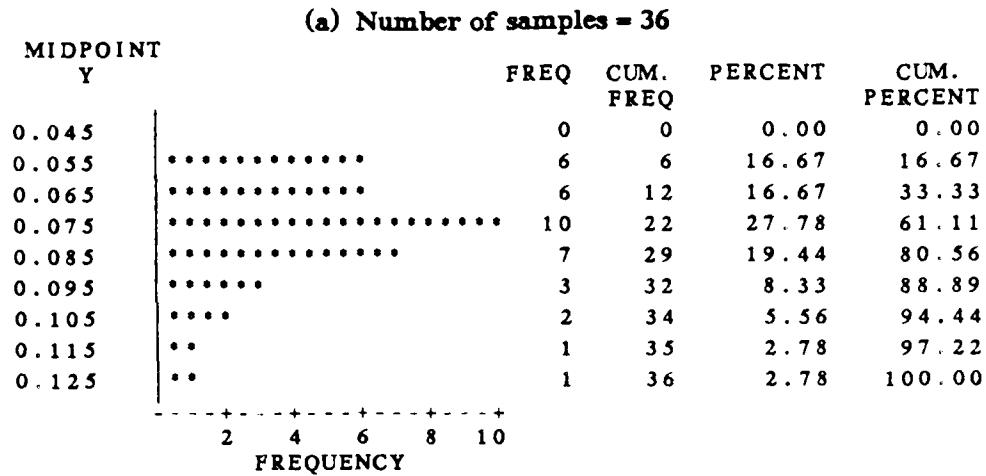 (a) Number of samples = 36
MIDPOINT
Y FREQ CUM. PERCENT CUM.
FREQ PERCENT
0.045 0 0 0.00 0.00
0.055 ************ 6 6 16.67 16.67
0.065 ************ 6 12 16.67 33.33
0.075 ******************** 10 22 27.78 61.11
0.085 ************** 7 29 19.44 80.56
0.095 ****** 3 32 8.33 88.89
0.105 **** 2 34 5.56 94.44
0.115 ** 1 35 2.78 97.22
0.125 ** 1 36 2.78 100.00
----+---+---+---+---+
2 4 6 8 10
FREQUENCY